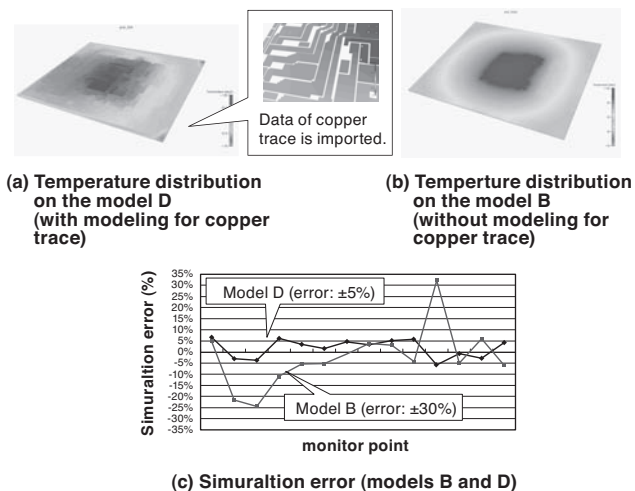 Data of copper
trace is imported.
(a) Temperature distribution
on the model D
(with modeling for copper
trace)
(b) Temperture distribution
on the model B
(without modeling for
copper trace)
Simuraltion error (%)
35%
30%
25%
20%
15%
10%
5%
0%
-5%
-10%
-15%
-20%
-25%
-30%
-35%
Model D (error: ±5%)
Model B (error: ±30%)
monitor point
(c) Simuraltion error (models B and D)